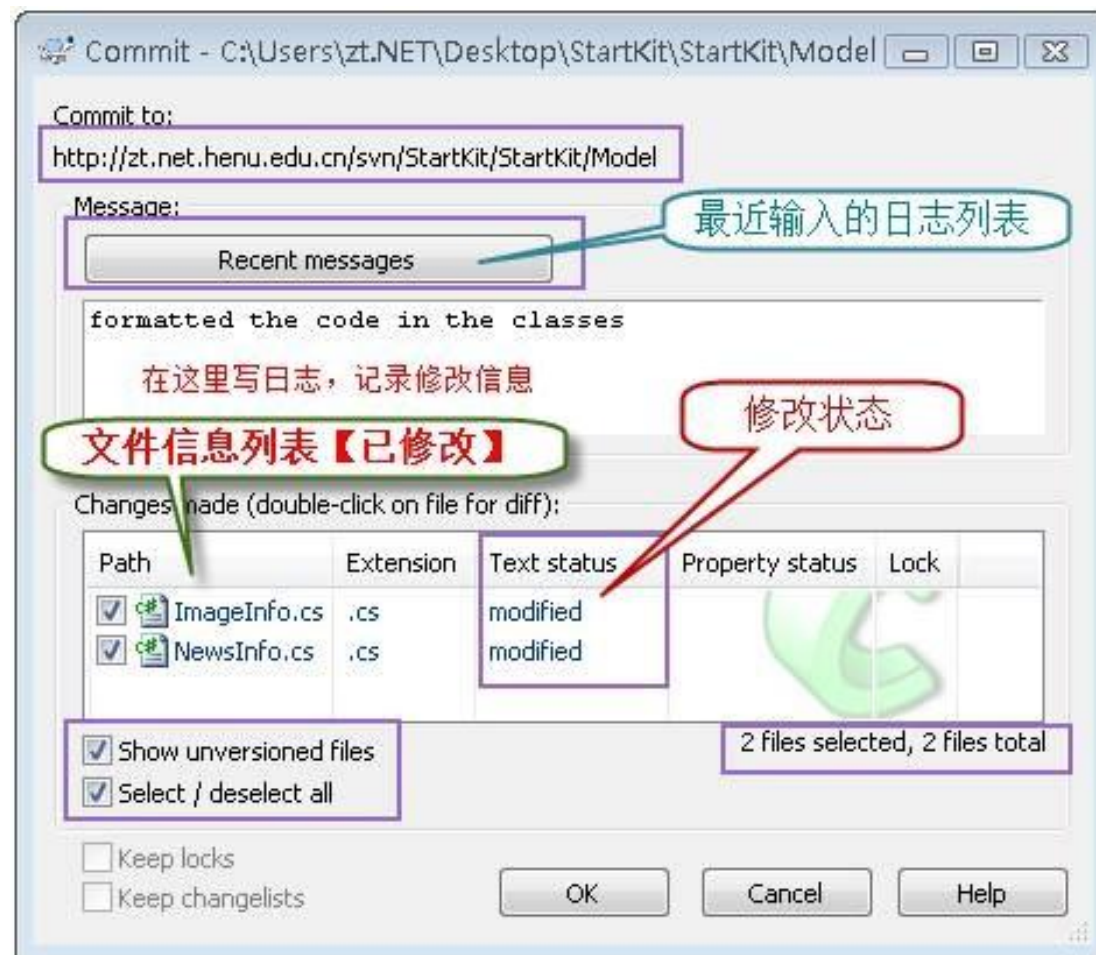 Commit - C:\Users\zt.NET\Desktop\StartKit\StartKit\Model
Commit to:
http://zt.net.henu.edu.cn/svn/StartKit/StartKit/Model
Message:
最近输入的日志列表
Recent messages
formatted the code in the classes
在这里写日志，记录修改信息
修改状态
文件信息列表【已修改】
Changes made (double-click on file for diff):
Path Extension Text status Property status Lock
ImageInfo.cs .cs modified
NewsInfo.cs .cs modified
Show unversioned files
2 files selected, 2 files total
Select / deselect all
Keep locks
Keep changelists
OK Cancel Help